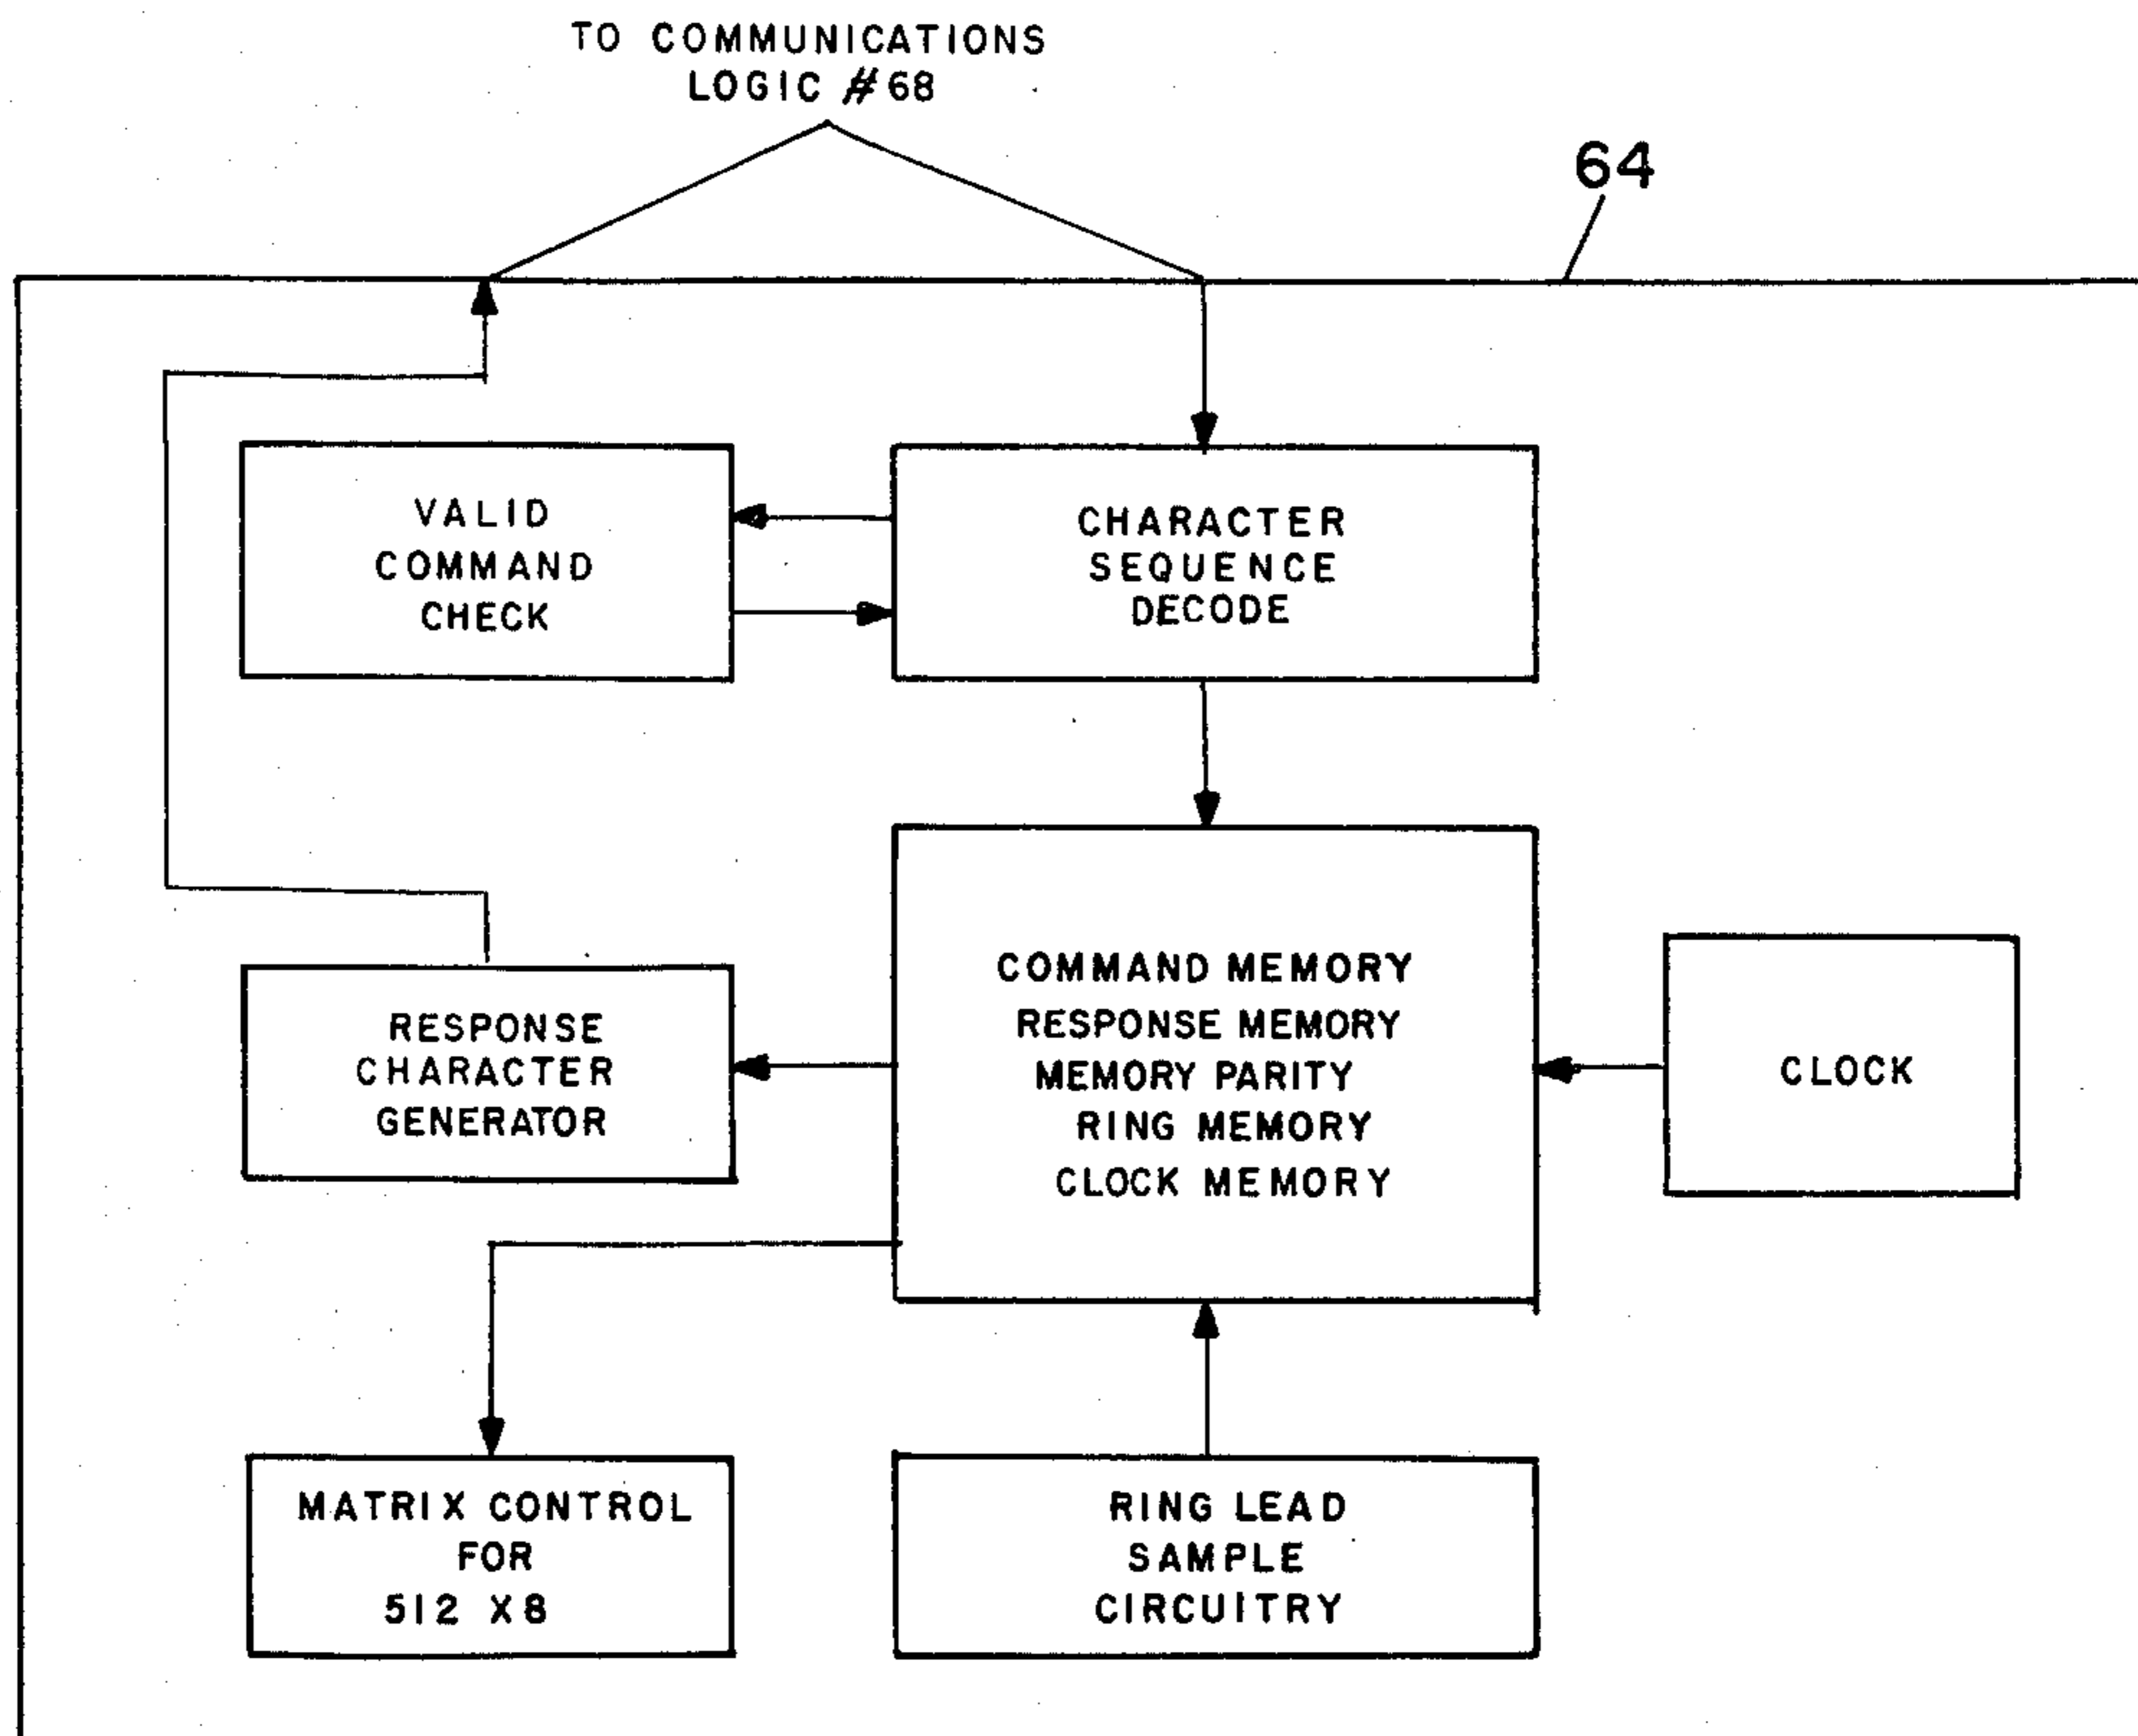 TO COMMUNICATIONS
LOGIC #68
64
VALID
COMMAND
CHECK
CHARACTER
SEQUENCE
DECODE
COMMAND MEMORY
RESPONSE MEMORY
MEMORY PARITY
RING MEMORY
CLOCK MEMORY
CLOCK
RESPONSE
CHARACTER
GENERATOR
MATRIX CONTROL
FOR
512 X8
RING LEAD
SAMPLE
CIRCUITRY